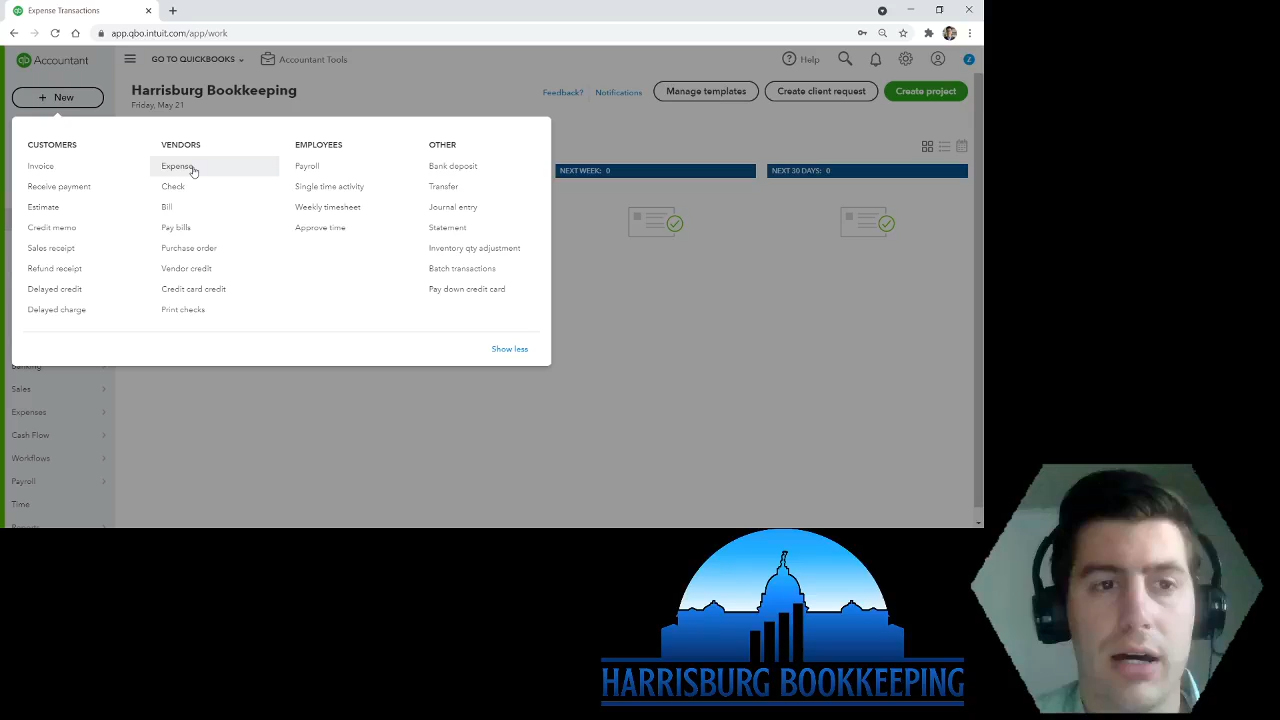 Expense Transactions
app.qbo.intuit.com/app/work
qb Accountant
GO TO QUICKBOOKS
Accountant Tools
Help
+ New
Harrisburg Bookkeeping
Friday, May 21
Feedback?
Notifications
Manage templates
Create client request
Create project
CUSTOMERS
Invoice
Receive payment
Estimate
Credit memo
Sales receipt
Refund receipt
Delayed credit
Delayed charge
VENDORS
Expense
Check
Bill
Pay bills
Purchase order
Vendor credit
Credit card credit
Print checks
EMPLOYEES
Payroll
Single time activity
Weekly timesheet
Approve time
OTHER
Bank deposit
Transfer
Journal entry
Statement
Inventory qty adjustment
Batch transactions
Pay down credit card
Show less
NEXT WEEK: 0
NEXT 30 DAYS: 0
Banking
Sales
Expenses
Cash Flow
Workflows
Payroll
Time
Reports
HARRISBURG BOOKKEEPING